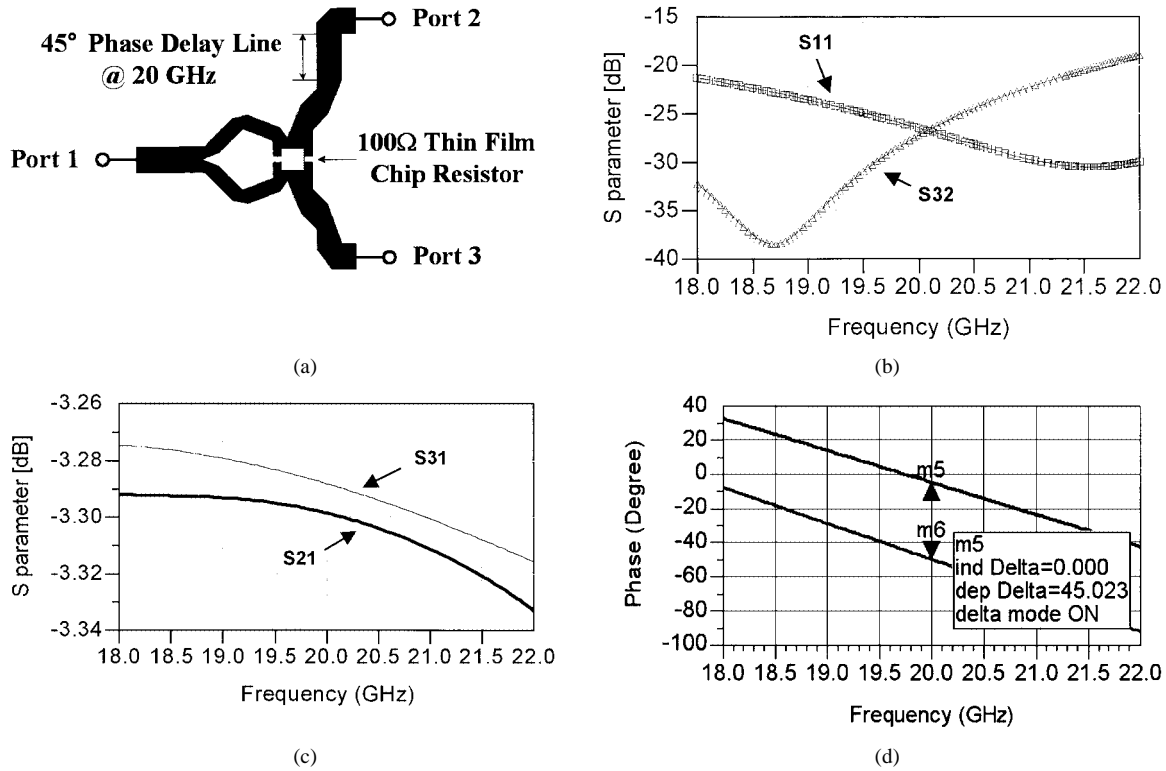 45° Phase Delay Line
@ 20 GHz
Port 2
Port 1
100Ω Thin Film
Chip Resistor
Port 3
(a)
S parameter [dB]
-15
-20
-25
-30
-35
-40
S11
S32
18.0 18.5 19.0 19.5 20.0 20.5 21.0 21.5 22.0
Frequency (GHz)
(b)
S parameter [dB]
-3.26
-3.28
-3.30
-3.32
-3.34
S31
S21
18.0 18.5 19.0 19.5 20.0 20.5 21.0 21.5 22.0
Frequency (GHz)
(c)
Phase (Degree)
40
20
0
-20
-40
-60
-80
-100
m5
m6
m5
ind Delta=0.000
dep Delta=45.023
delta mode ON
18.0 18.5 19.0 19.5 20.0 20.5 21.0 21.5 22.0
Frequency (GHz)
(d)